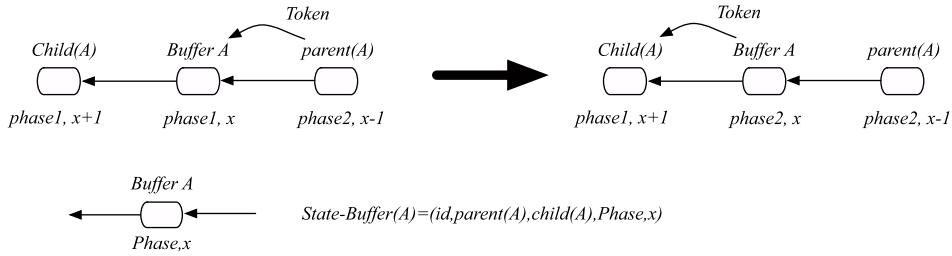 Token
Child(A) Buffer A parent(A)
phase1, x+1 phase1, x phase2, x-1
Token
Child(A) Buffer A parent(A)
phase1, x+1 phase2, x phase2, x-1
Buffer A
State-Buffer(A)=(id,parent(A),child(A),Phase,x)
Phase,x